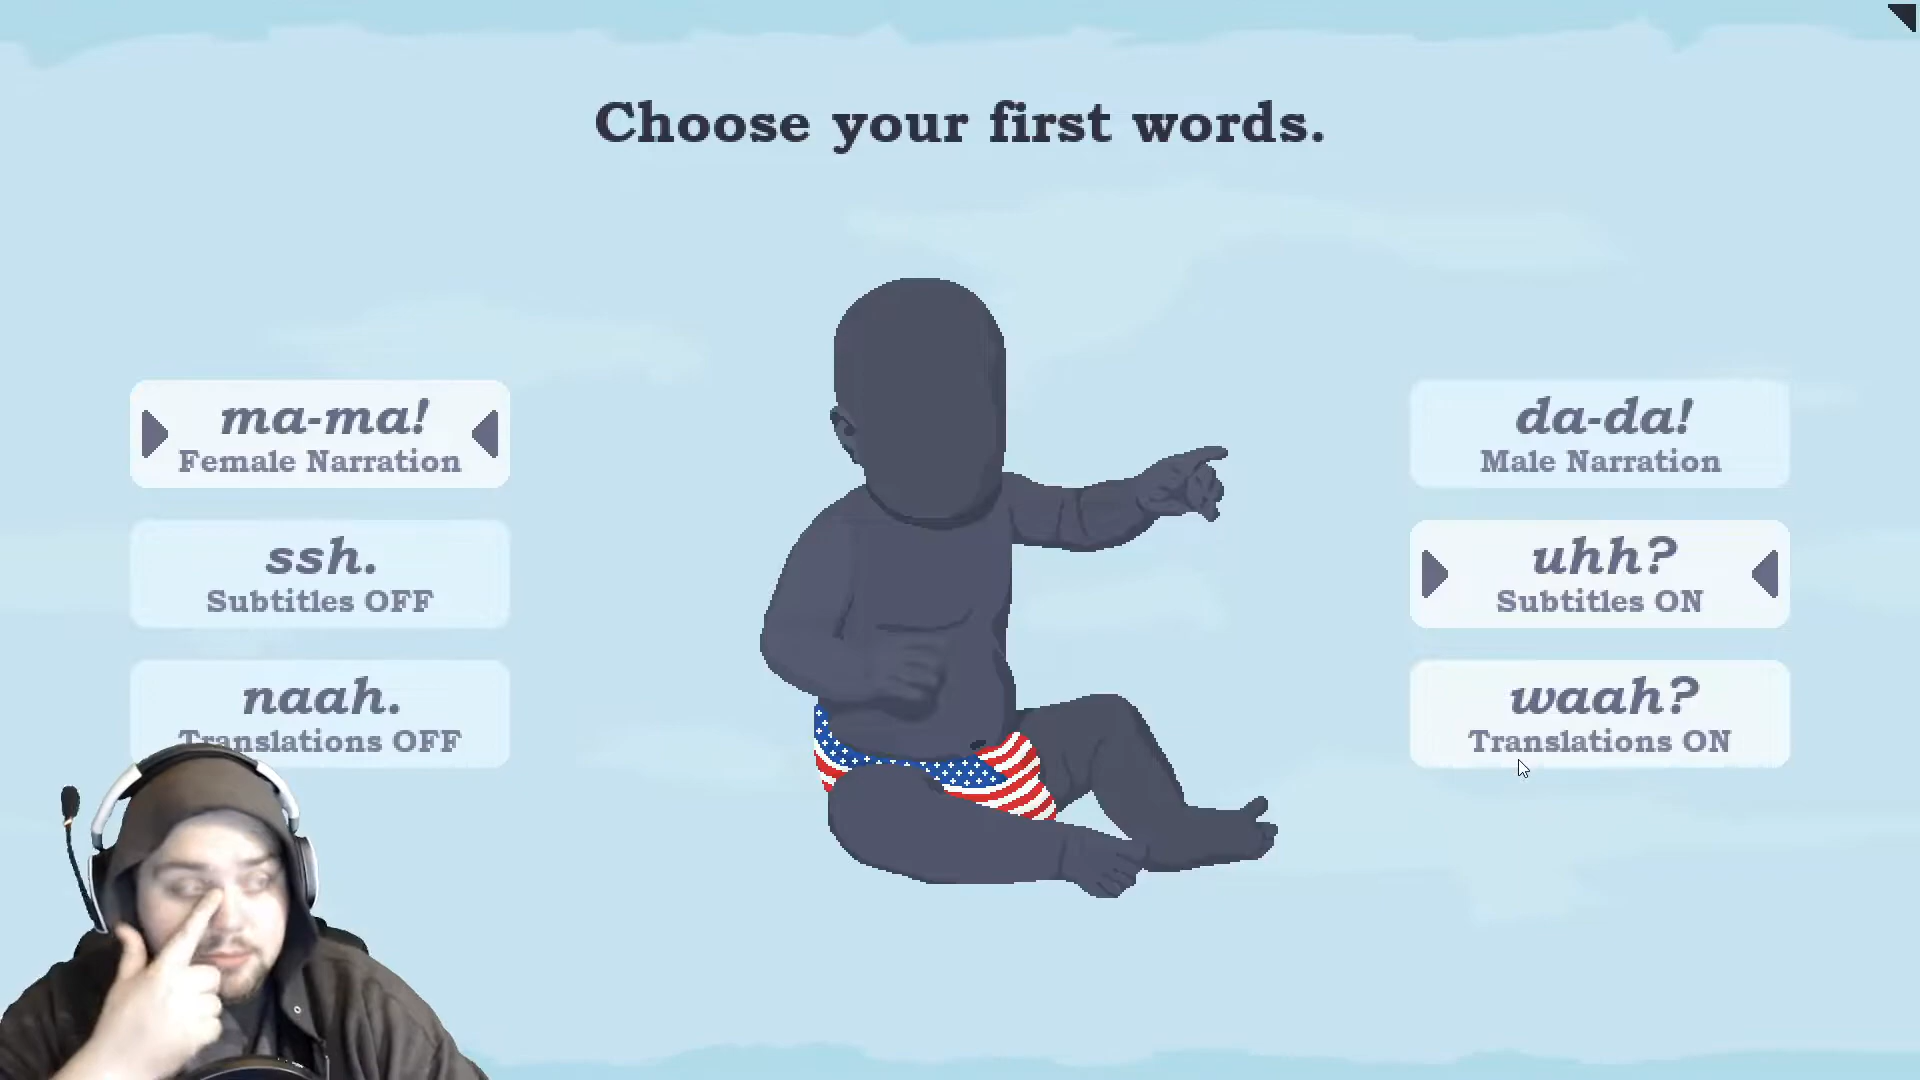 Choose your first words.
ma-ma!
Female Narration
da-da!
Male Narration
ssh.
Subtitles OFF
uhh?
Subtitles ON
naah.
Translations OFF
waah?
Translations ON